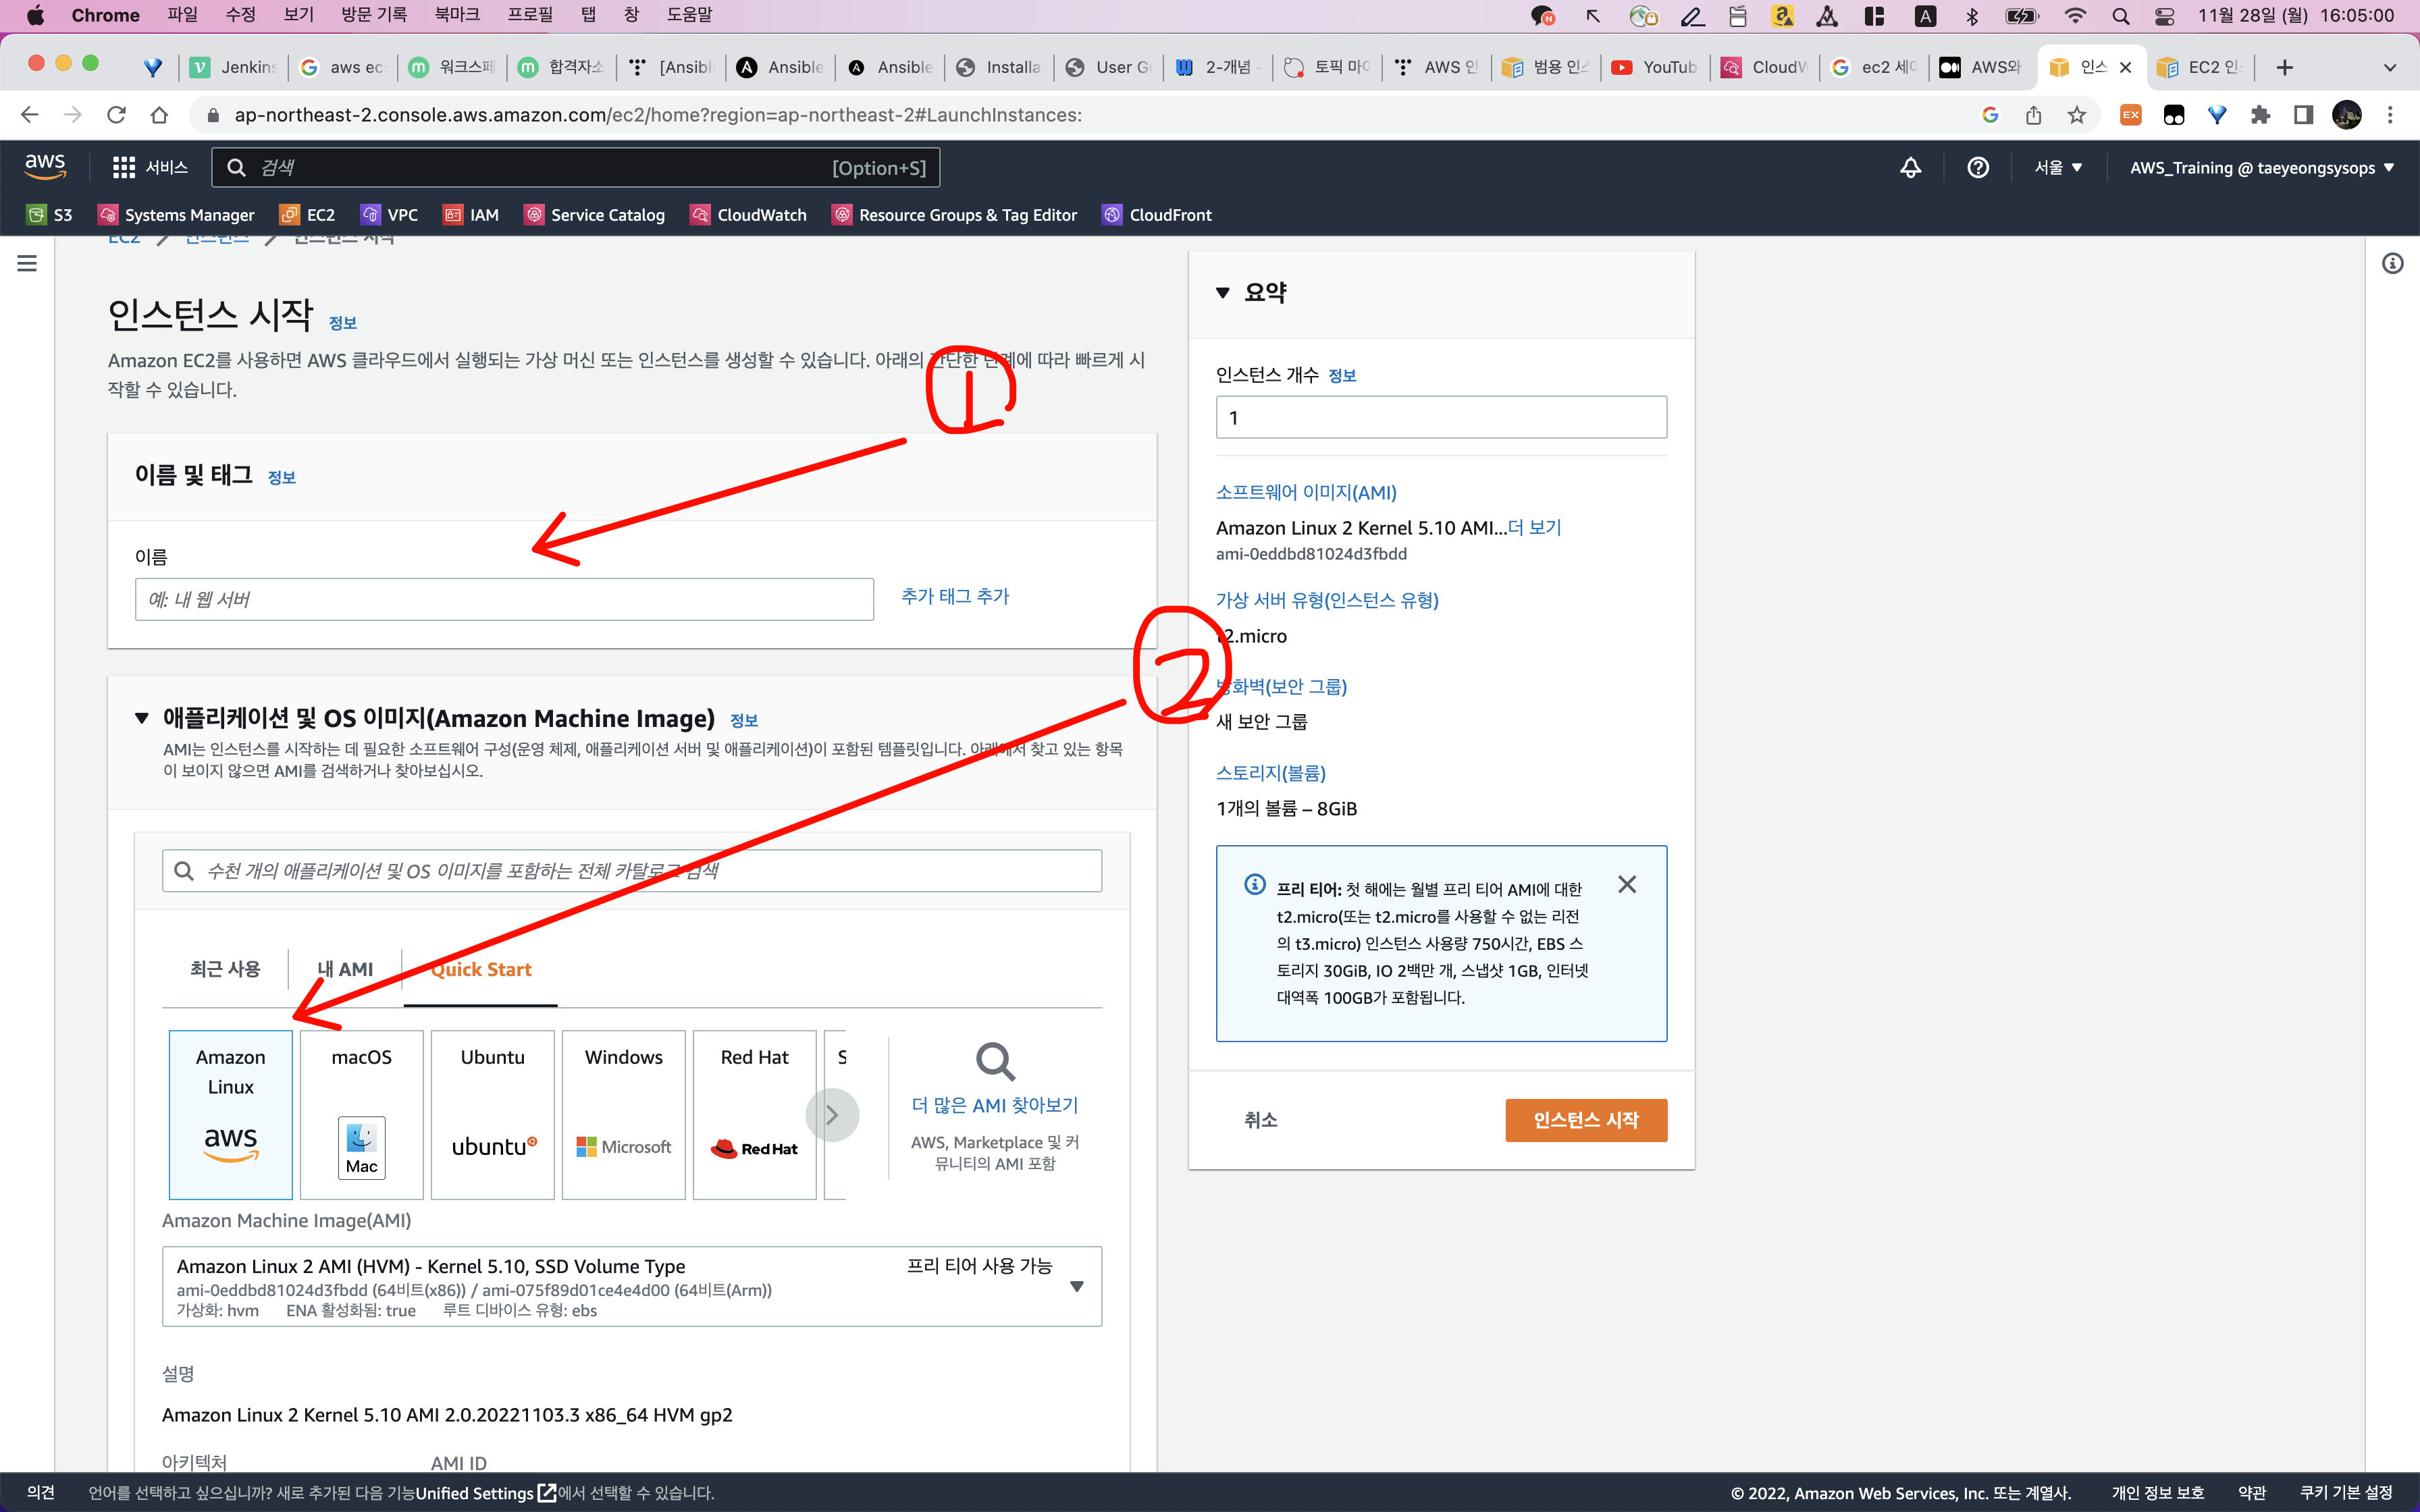 Chrome 파일 수정 보기 방문 기록 북마크 프로필 탭 창 도움말 11월 28일 (월) 16:05:00
Jenkins aws ec 워크스페 합격자소 [Ansibl Ansible Ansible Installa User G 2-개념 - 토픽 마 AWS 인 범용 인스 YouTub CloudW ec2 세 AWS와 인스 EC2 인스
ap-northeast-2.console.aws.amazon.com/ec2/home?region=ap-northeast-2#LaunchInstances:
aws 서비스 검색 [Option+S] 서울 AWS_Training @ taeyeongsysops
S3 Systems Manager EC2 VPC IAM Service Catalog CloudWatch Resource Groups & Tag Editor CloudFront
EC2 인스턴스 인스턴스 시작
인스턴스 시작 정보
Amazon EC2를 사용하면 AWS 클라우드에서 실행되는 가상 머신 또는 인스턴스를 생성할 수 있습니다. 아래의 간단한 단계에 따라 빠르게 시
작할 수 있습니다.
1
이름 및 태그 정보
이름
예: 내 웹 서버
추가 태그 추가
2
애플리케이션 및 OS 이미지(Amazon Machine Image) 정보
AMI는 인스턴스를 시작하는 데 필요한 소프트웨어 구성(운영 체제, 애플리케이션 서버 및 애플리케이션)이 포함된 템플릿입니다. 아래에서 찾고 있는 항목
이 보이지 않으면 AMI를 검색하거나 찾아보십시오.
수천 개의 애플리케이션 및 OS 이미지를 포함하는 전체 카탈로그 검색
최근 사용 내 AMI Quick Start
Amazon
Linux
aws
macOS
Mac
Ubuntu
ubuntu
Windows
Microsoft
Red Hat
Red Hat
S
더 많은 AMI 찾아보기
AWS, Marketplace 및 커
뮤니티의 AMI 포함
Amazon Machine Image(AMI)
Amazon Linux 2 AMI (HVM) - Kernel 5.10, SSD Volume Type 프리 티어 사용 가능
ami-0eddbd81024d3fbdd (64비트(x86)) / ami-075f89d01ce4e4d00 (64비트(Arm))
가상화: hvm ENA 활성화됨: true 루트 디바이스 유형: ebs
설명
Amazon Linux 2 Kernel 5.10 AMI 2.0.20221103.3 x86_64 HVM gp2
아키텍처 AMI ID
요약
인스턴스 개수 정보
1
소프트웨어 이미지(AMI)
Amazon Linux 2 Kernel 5.10 AMI...더 보기
ami-0eddbd81024d3fbdd
가상 서버 유형(인스턴스 유형)
t2.micro
방화벽(보안 그룹)
새 보안 그룹
스토리지(볼륨)
1개의 볼륨 – 8GiB
프리 티어: 첫 해에는 월별 프리 티어 AMI에 대한
t2.micro(또는 t2.micro를 사용할 수 없는 리전
의 t3.micro) 인스턴스 사용량 750시간, EBS 스
토리지 30GiB, IO 2백만 개, 스냅샷 1GB, 인터넷
대역폭 100GB가 포함됩니다.
취소 인스턴스 시작
의견 언어를 선택하고 싶으십니까? 새로 추가된 다음 기능Unified Settings에서 선택할 수 있습니다. © 2022, Amazon Web Services, Inc. 또는 계열사. 개인 정보 보호 약관 쿠키 기본 설정